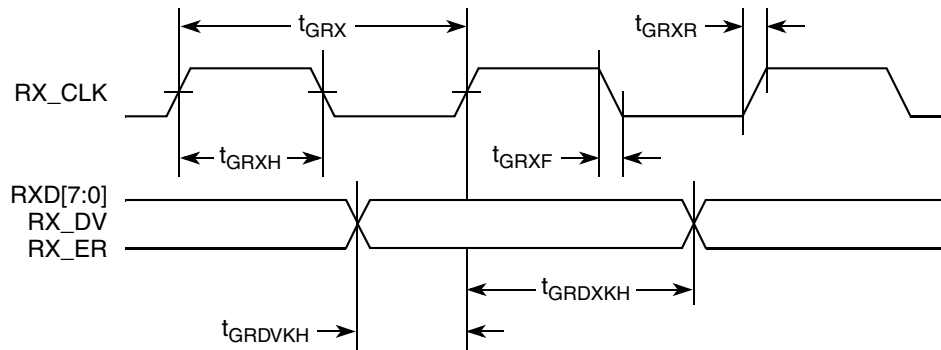 tGRX
tGRXR
RX_CLK
tGRXH
tGRXF
RXD[7:0]
RX_DV
RX_ER
tGRDXKH
tGRDVKH